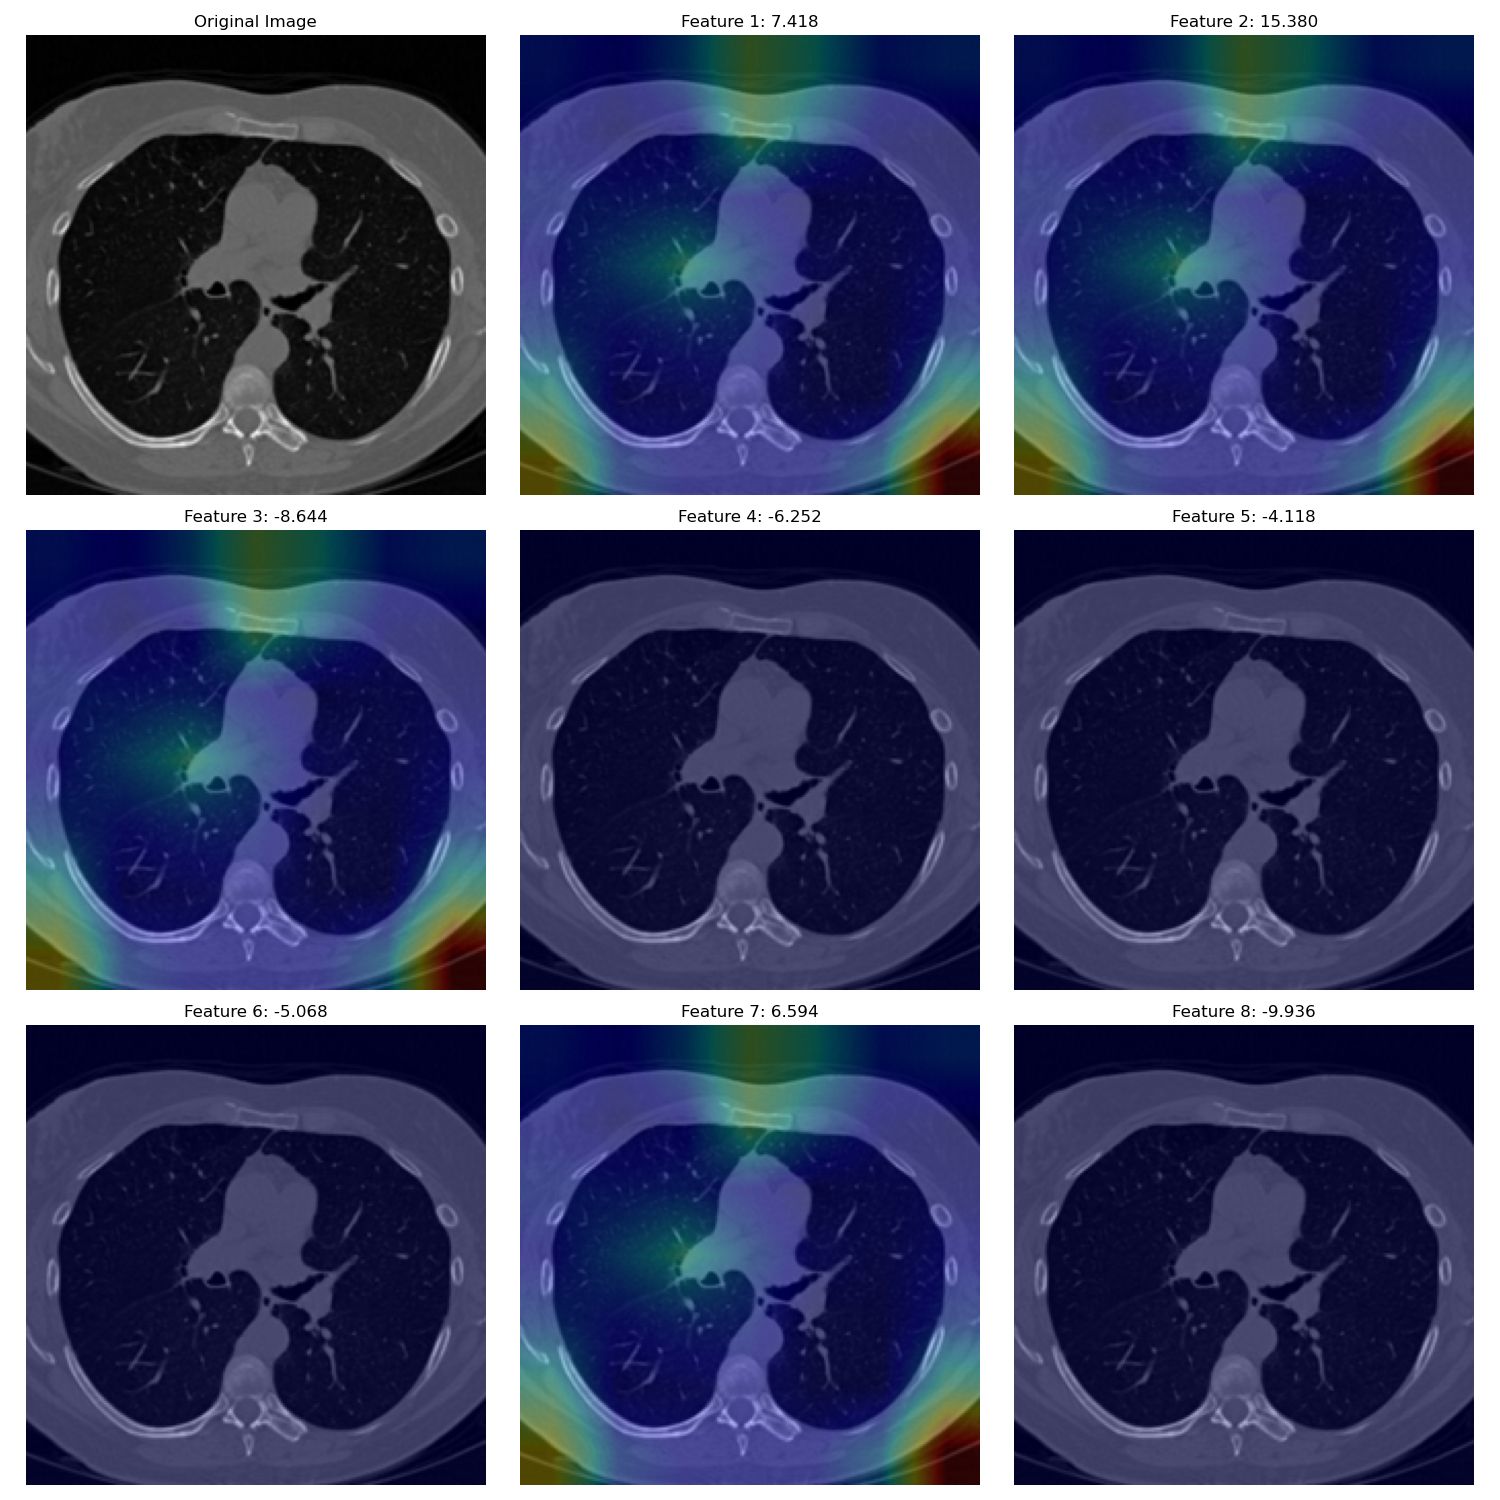 Original Image
Feature 1: 7.418
Feature 2: 15.380
Feature 3: -8.644
Feature 4: -6.252
Feature 5: -4.118
Feature 6: -5.068
Feature 7: 6.594
Feature 8: -9.936